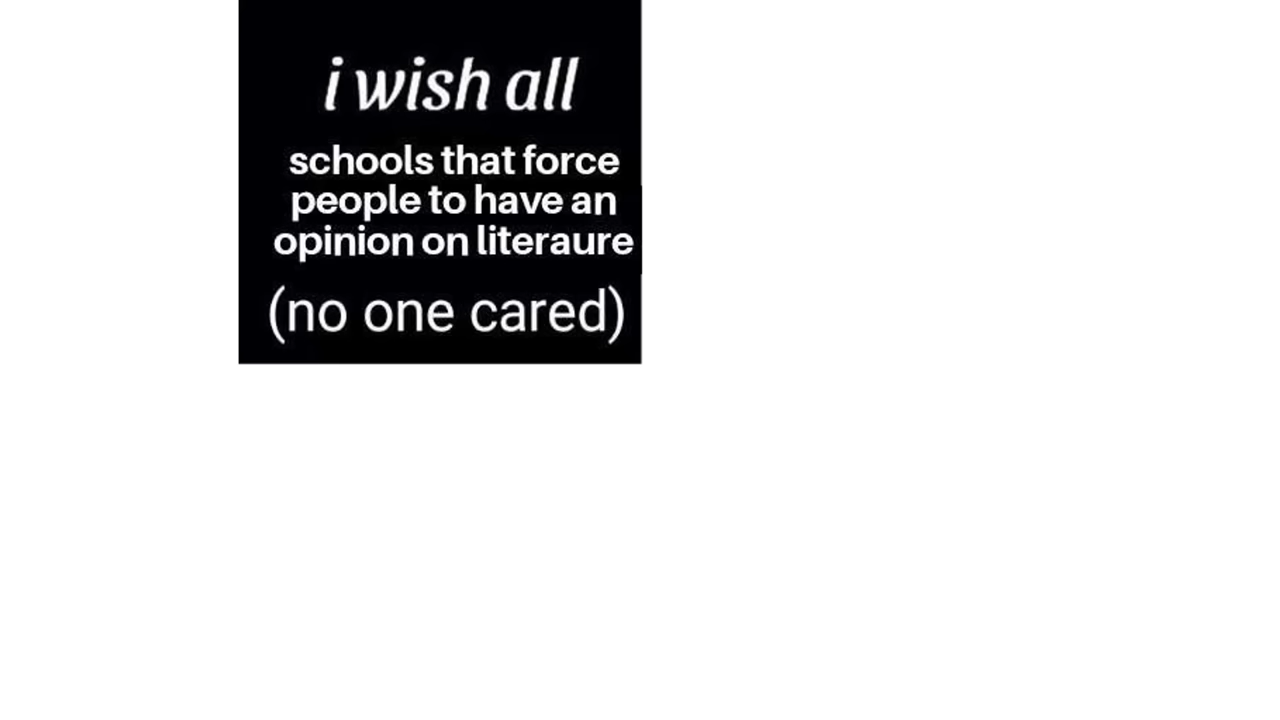 i wish all
schools that force
people to have an
opinion on literaure
(no one cared)